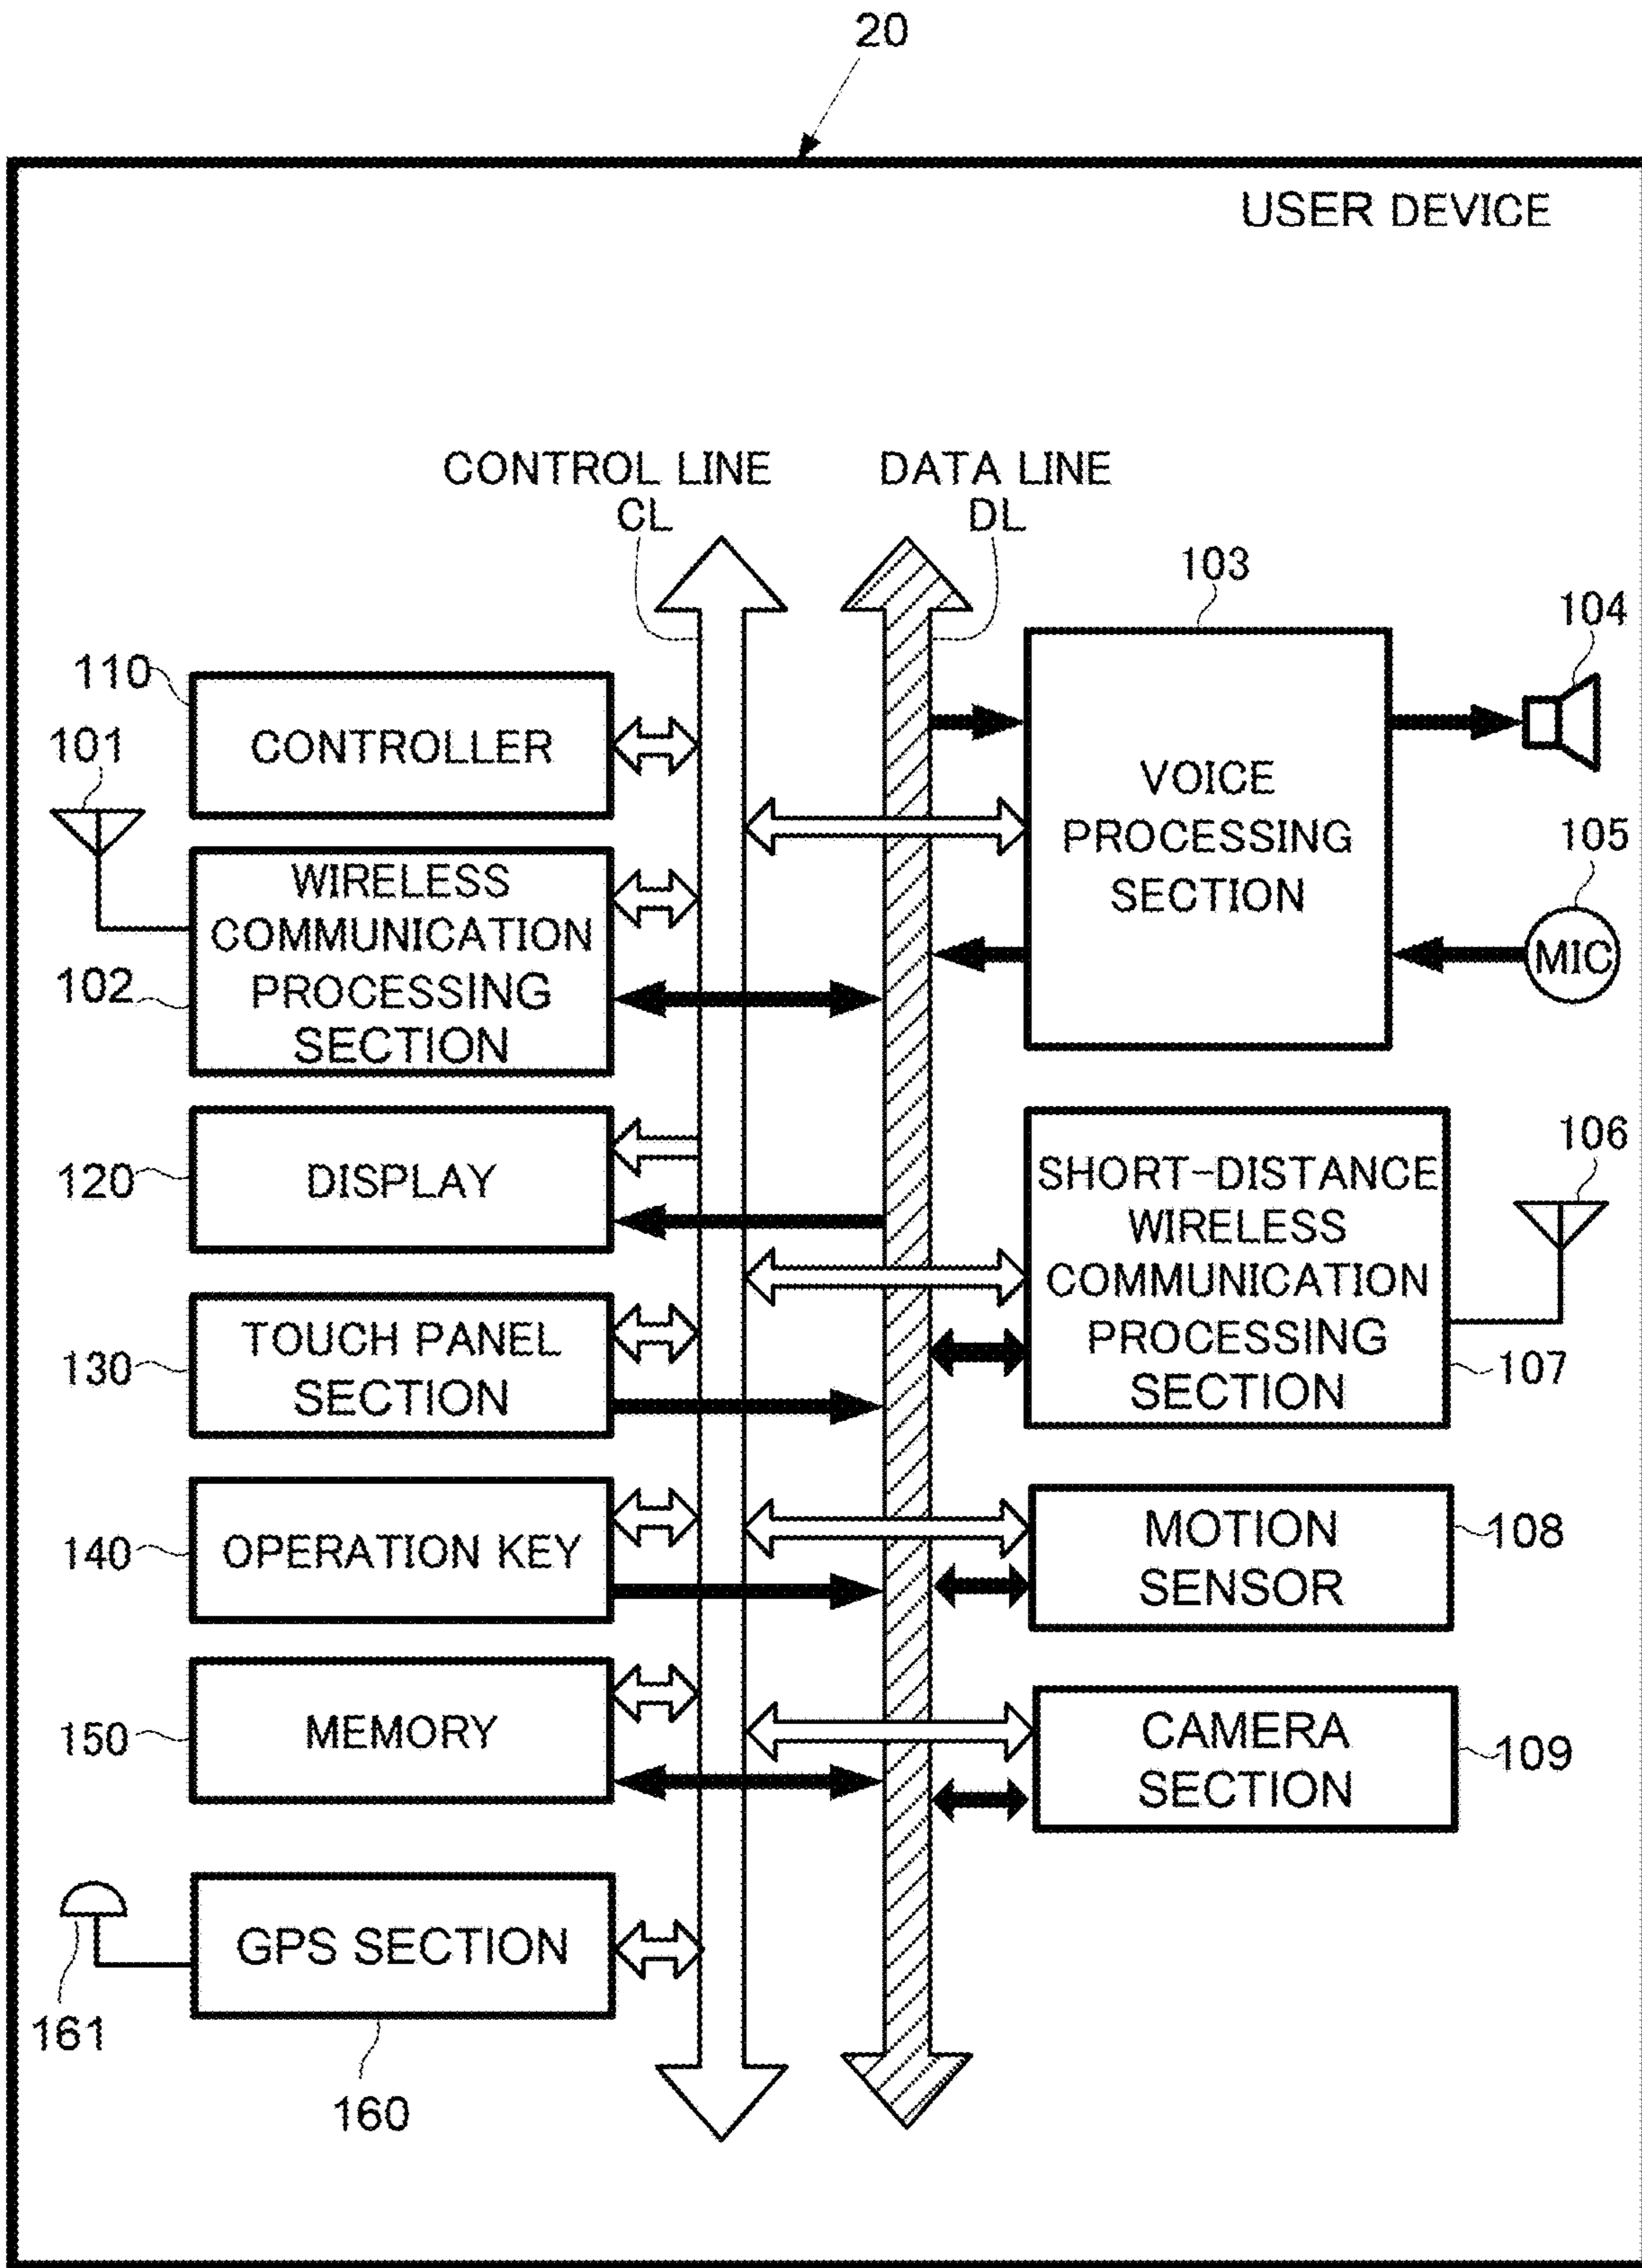 20
USER DEVICE
CONTROL LINE
CL
DATA LINE
DL
103
104
110
CONTROLLER
101
VOICE
PROCESSING
SECTION
105
MIC
WIRELESS
COMMUNICATION
PROCESSING
SECTION
102
120
DISPLAY
SHORT-DISTANCE
WIRELESS
COMMUNICATION
PROCESSING
SECTION
106
107
130
TOUCH PANEL
SECTION
140
OPERATION KEY
MOTION
SENSOR
108
150
MEMORY
CAMERA
SECTION
109
GPS SECTION
161
160